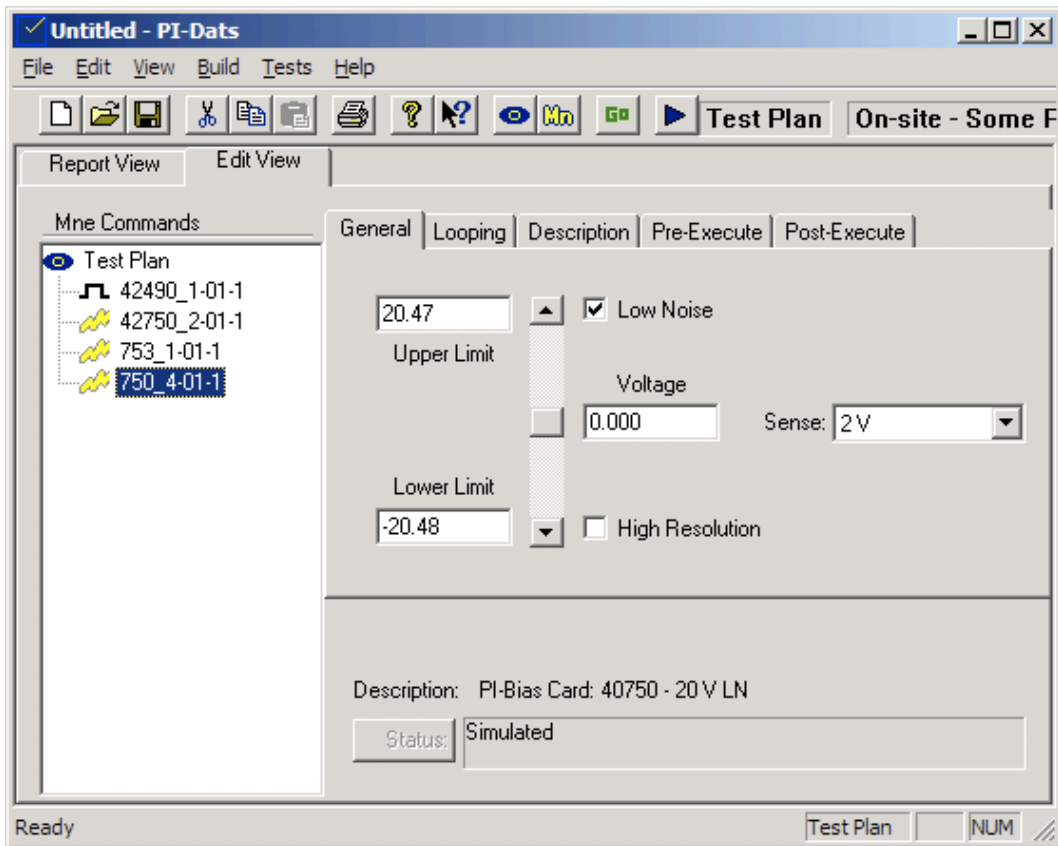 Untitled - PI-Dats
File Edit View Build Tests Help
Mn Go Test Plan On-site - Some F
Report View Edit View
Mne Commands
Test Plan
42490_1-01-1
42750_2-01-1
753_1-01-1
750_4-01-1
General Looping Description Pre-Execute Post-Execute
20.47 Low Noise
Upper Limit
Voltage
0.000 Sense: 2 V
Lower Limit
-20.48 High Resolution
Description: PI-Bias Card: 40750 - 20 V LN
Status: Simulated
Ready Test Plan NUM